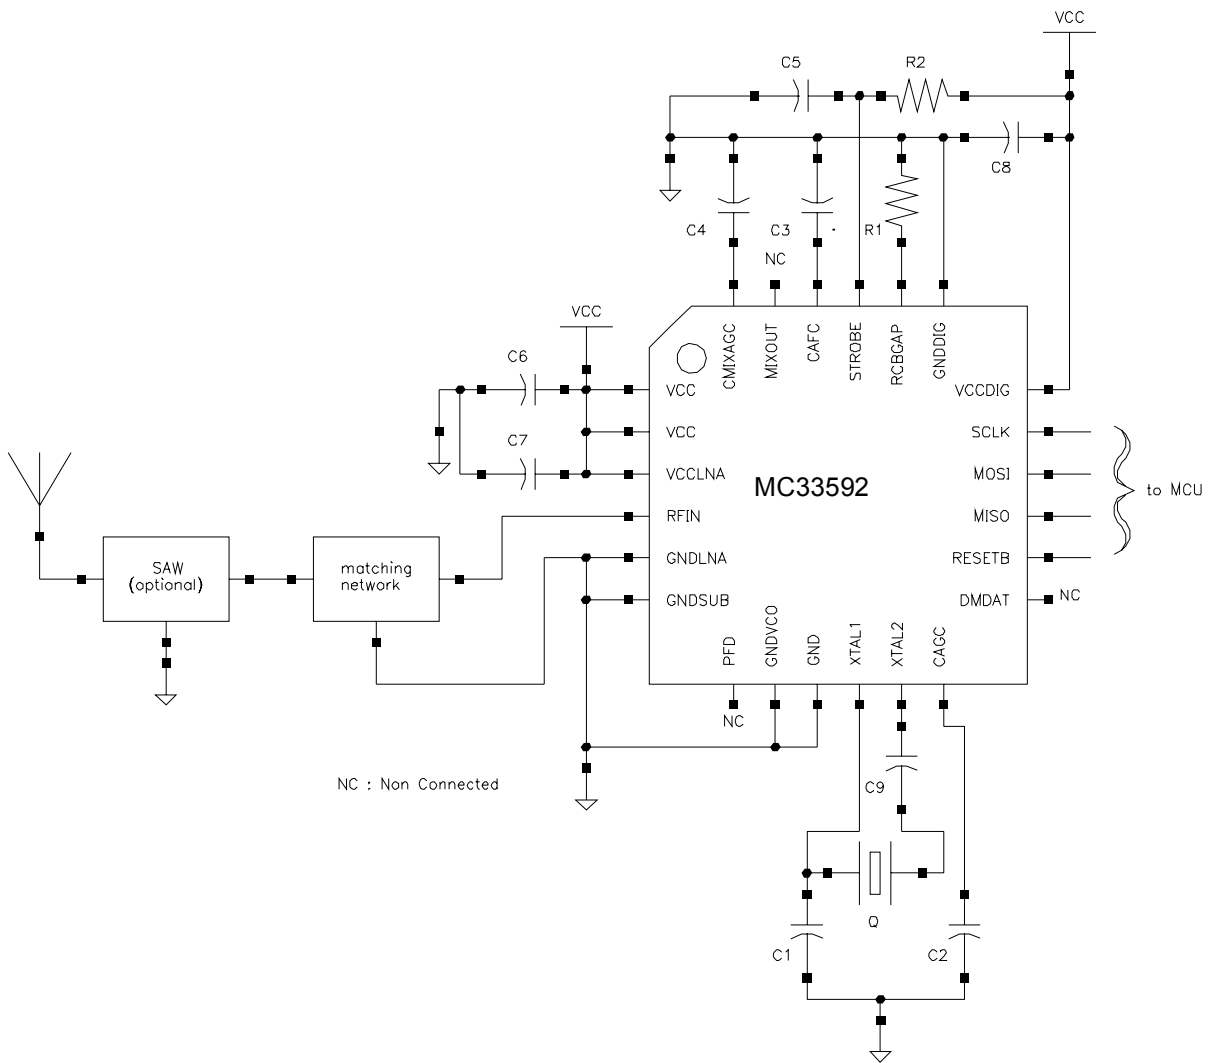 VCC
C5
R2
C8
C4
C3
R1
NC
VCC
C6
C7
CMIXAGC
MIXOUT
CAFC
STROBE
RCBGAP
GNDDIG
VCC
VCC
VCCLNA
RFIN
GNDLNA
GNDSUB
MC33592
VCCDIG
SCLK
MOSI
MISO
RESETB
DMDAT
NC
to MCU
SAW
(optional)
matching
network
PFD
GNDVCO
GND
XTAL1
XTAL2
CAGC
NC
NC : Non Connected
C9
Q
C1
C2